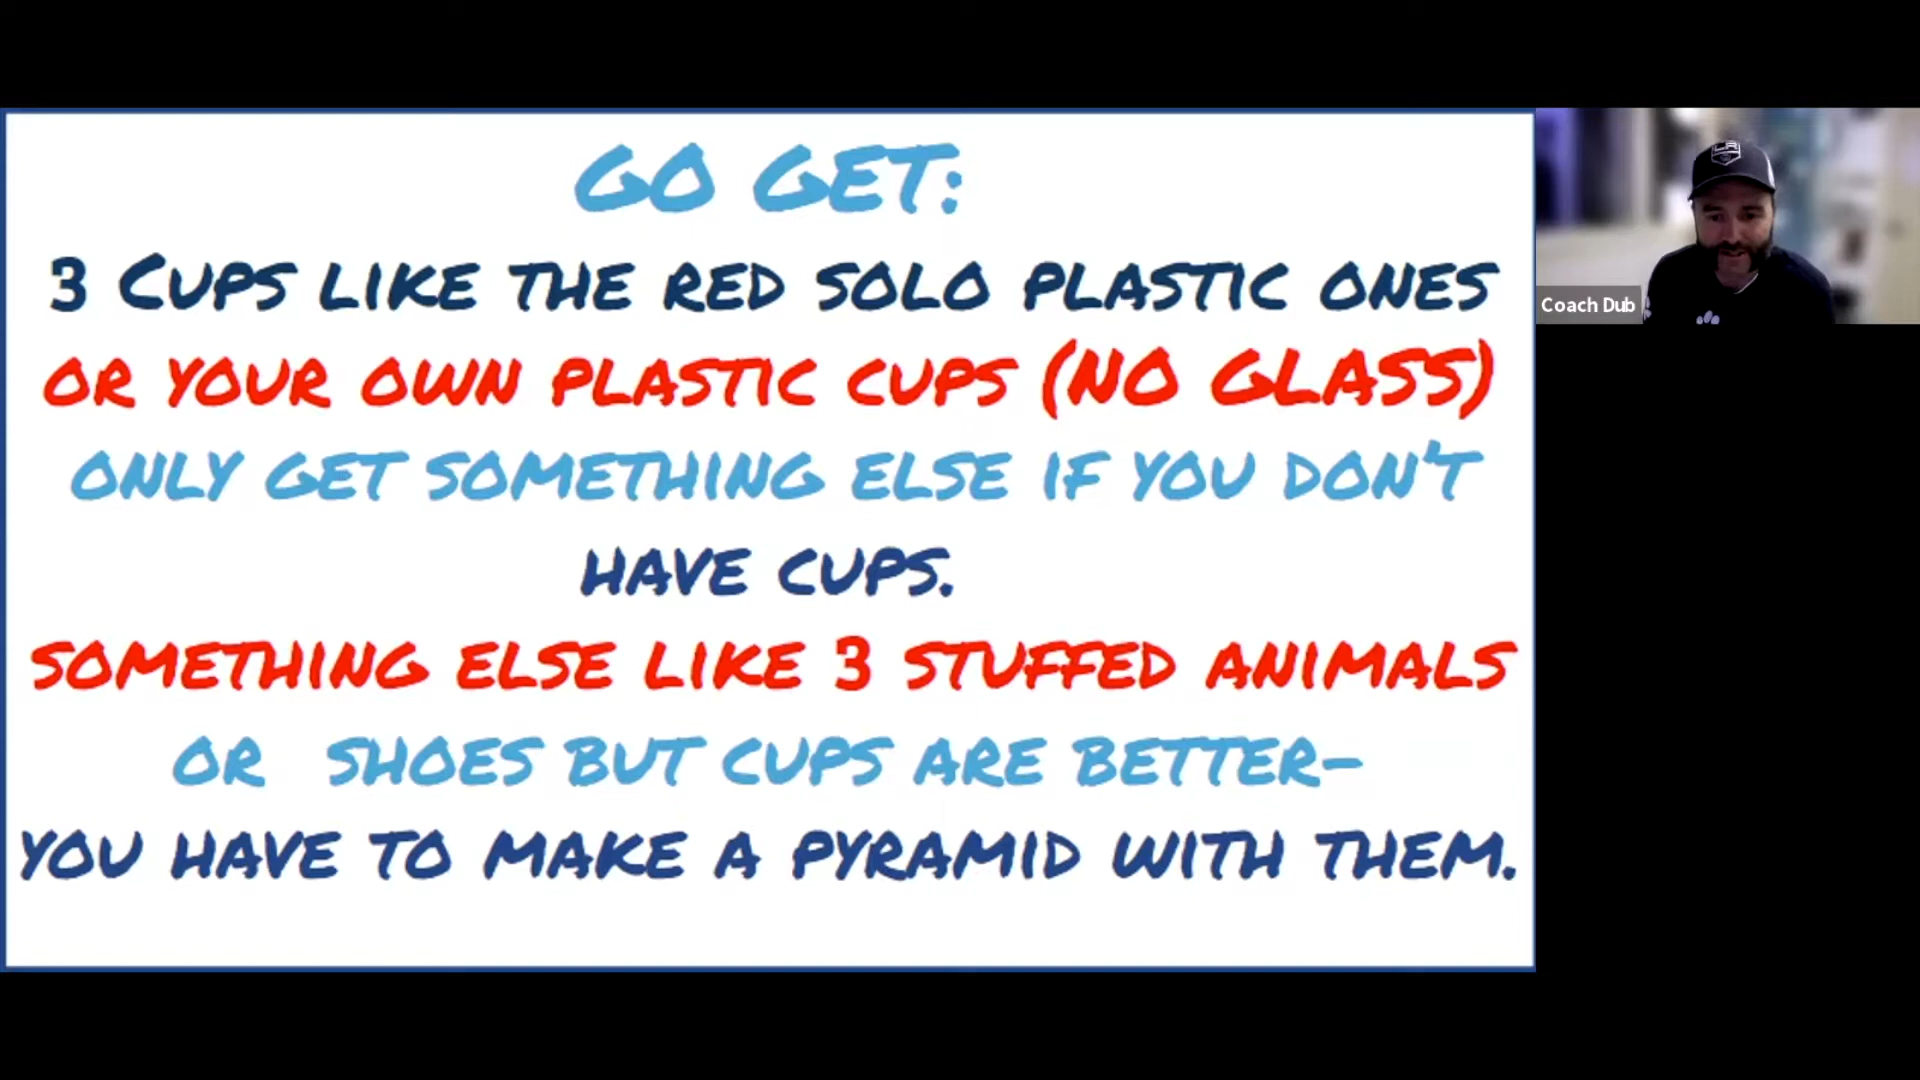 GO GET:
3 CUPS LIKE THE RED SOLO PLASTIC ONES
OR YOUR OWN PLASTIC CUPS (NO GLASS)
ONLY GET SOMETHING ELSE IF YOU DON'T
HAVE CUPS.
SOMETHING ELSE LIKE 3 STUFFED ANIMALS
OR SHOES BUT CUPS ARE BETTER-
YOU HAVE TO MAKE A PYRAMID WITH THEM.
LA
Coach Dub